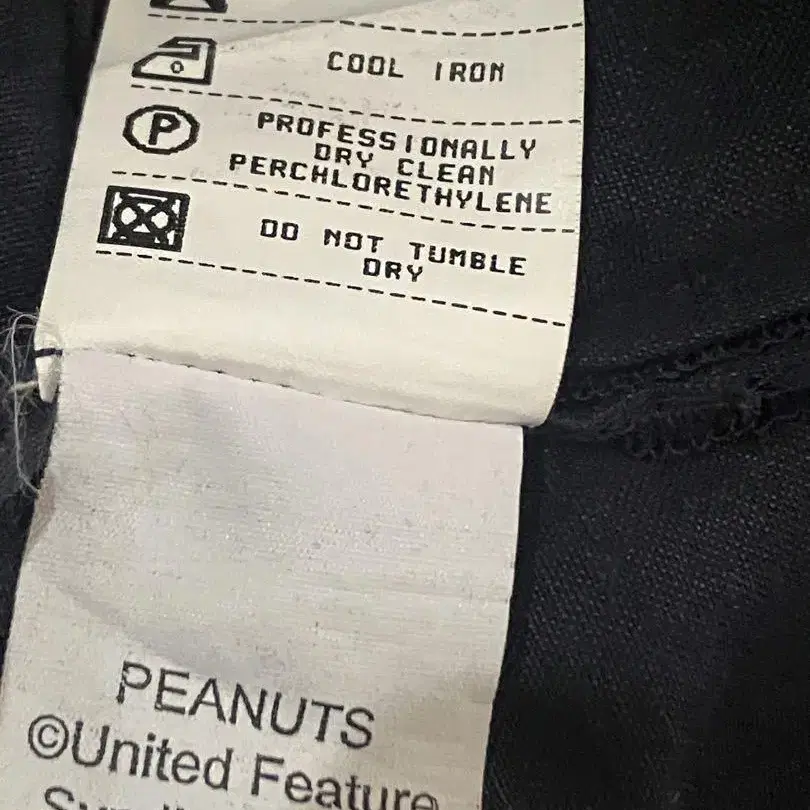 COOL IRON
P
PROFESSIONALLY
DRY CLEAN
PERCHLORETHYLENE
DO NOT TUMBLE
DRY
PEANUTS
©United Feature